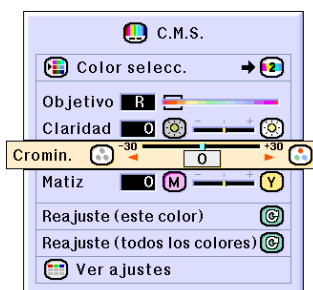 C.M.S.
Color selecc. 2
Objetivo R
Claridad 0 - +
Cromin. -30 0 +30
Matiz 0 M - + Y
Reajuste (este color)
Reajuste (todos los colores)
Ver ajustes